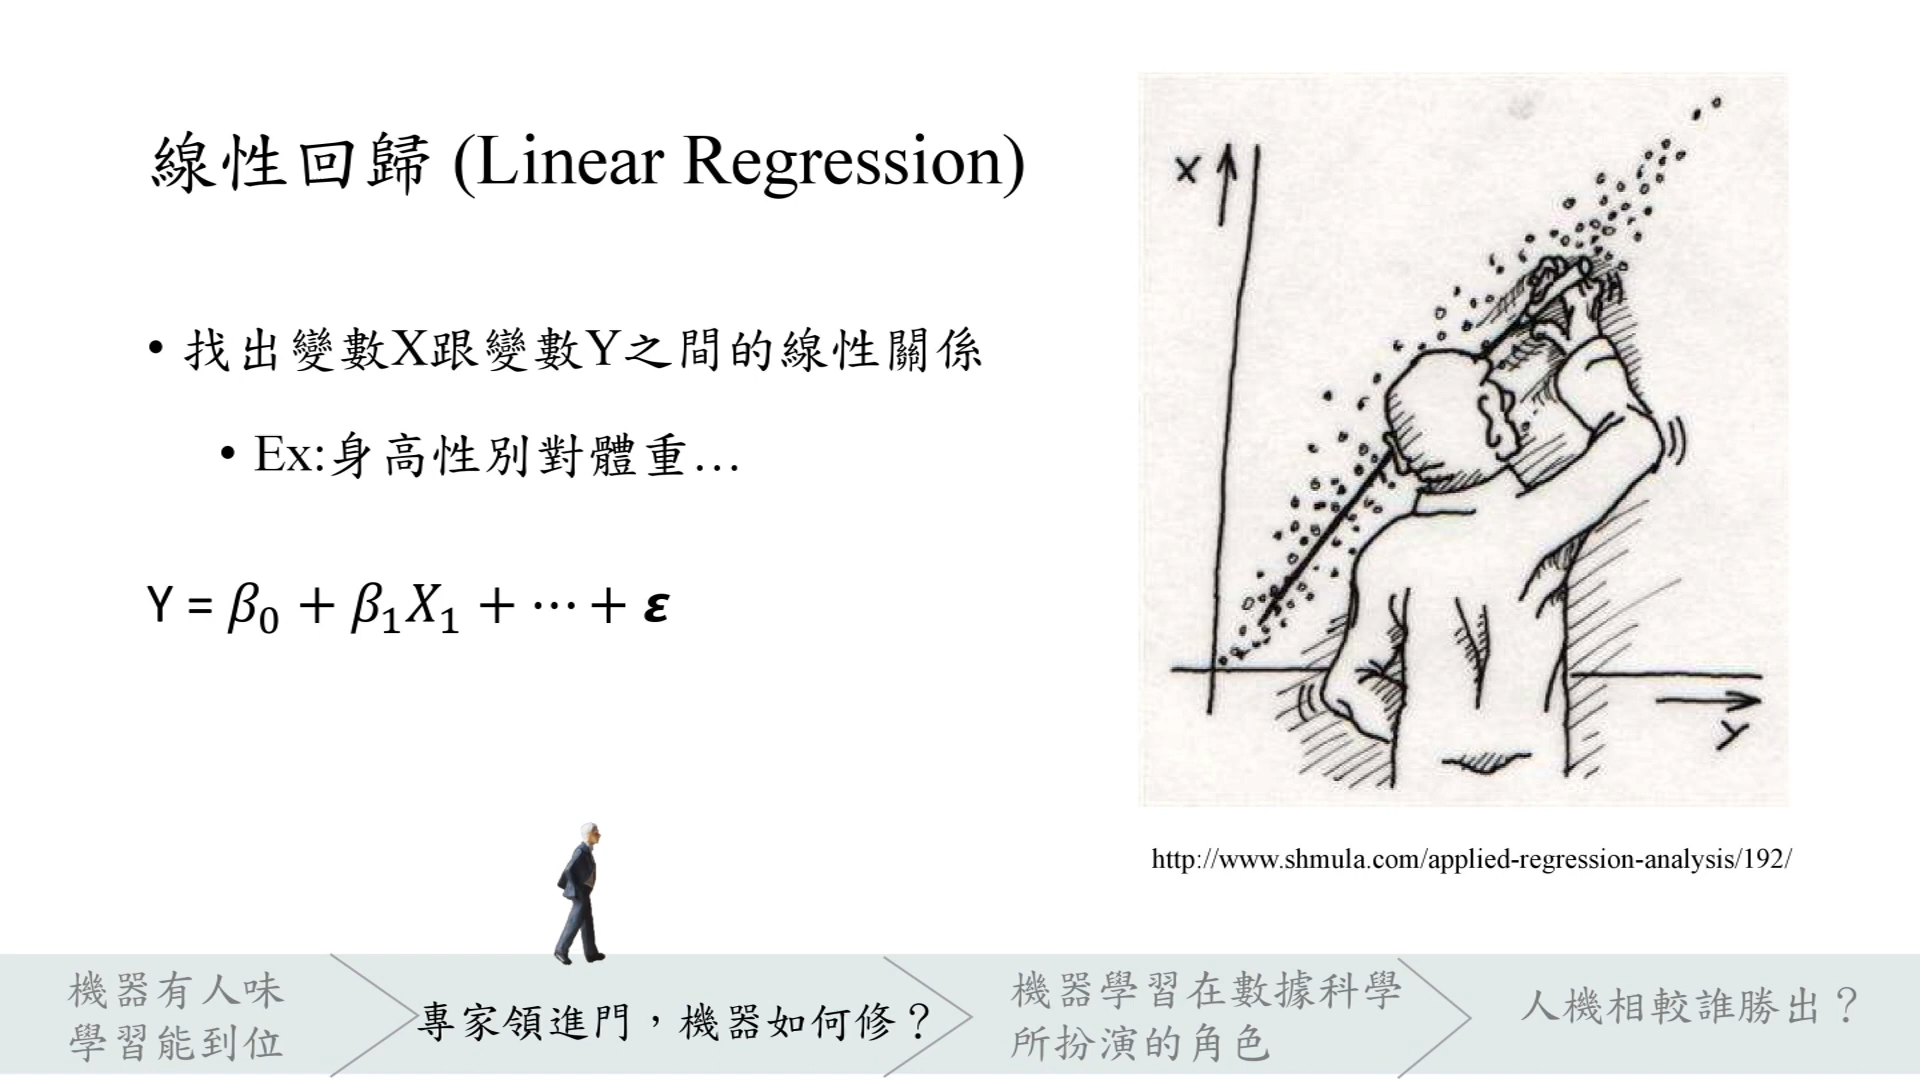 線性回歸 (Linear Regression)
• 找出變數X跟變數Y之間的線性關係
• Ex:身高性別對體重…
Y = β₀ + β₁X₁ + ⋯ + ε
X
Y
http://www.shmula.com/applied-regression-analysis/192/
機器有人味
學習能到位
專家領進門，機器如何修？
機器學習在數據科學
所扮演的角色
人機相較誰勝出？